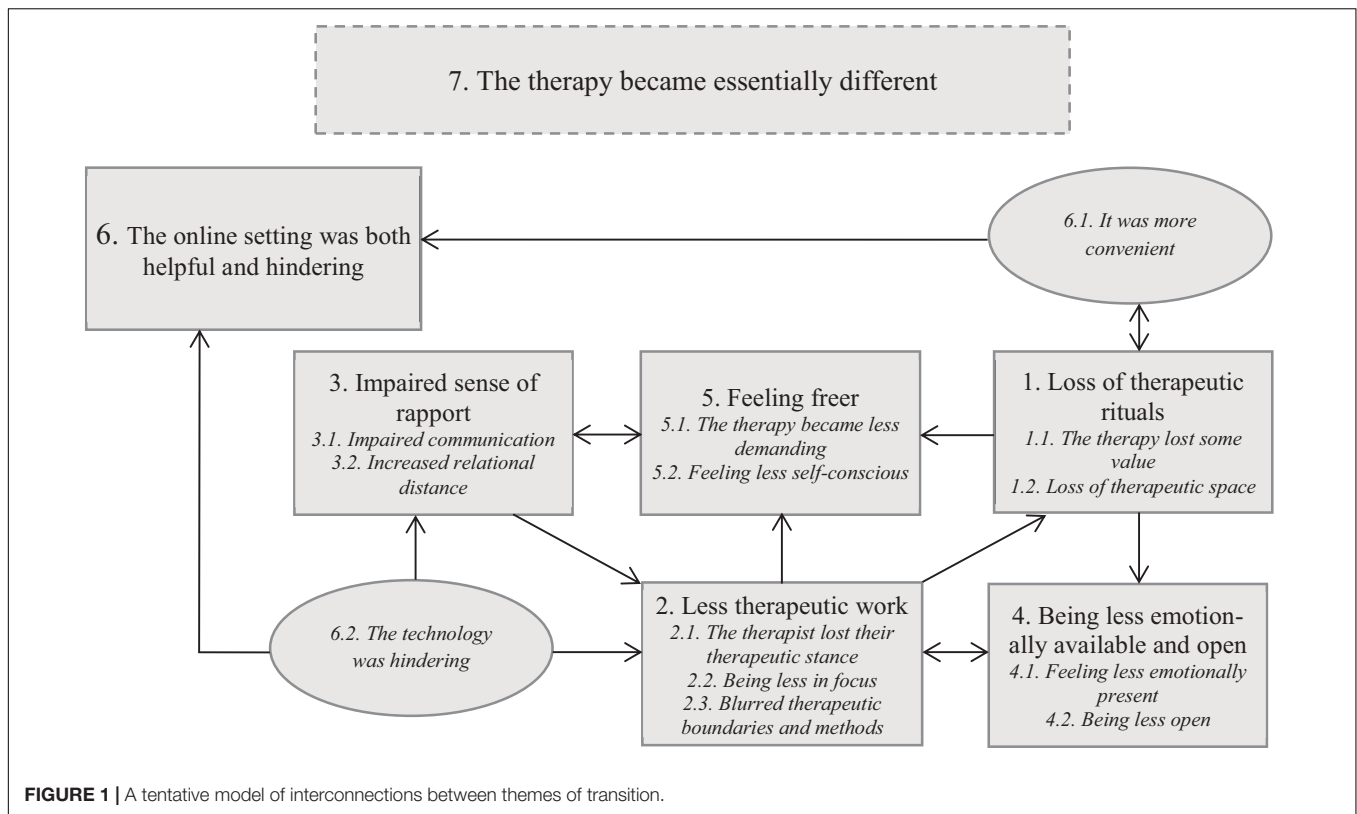 7. The therapy became essentially different
6. The online setting was both
helpful and hindering
6.1. It was more
convenient
3. Impaired sense of
rapport
3.1. Impaired communication
3.2. Increased relational
distance
5. Feeling freer
5.1. The therapy became less
demanding
5.2. Feeling less self-conscious
1. Loss of therapeutic
rituals
1.1. The therapy lost some
value
1.2. Loss of therapeutic space
6.2. The technology
was hindering
2. Less therapeutic work
2.1. The therapist lost their
therapeutic stance
2.2. Being less in focus
2.3. Blurred therapeutic
boundaries and methods
4. Being less emotion-
ally available and open
4.1. Feeling less emotionally
present
4.2. Being less open
FIGURE 1 | A tentative model of interconnections between themes of transition.